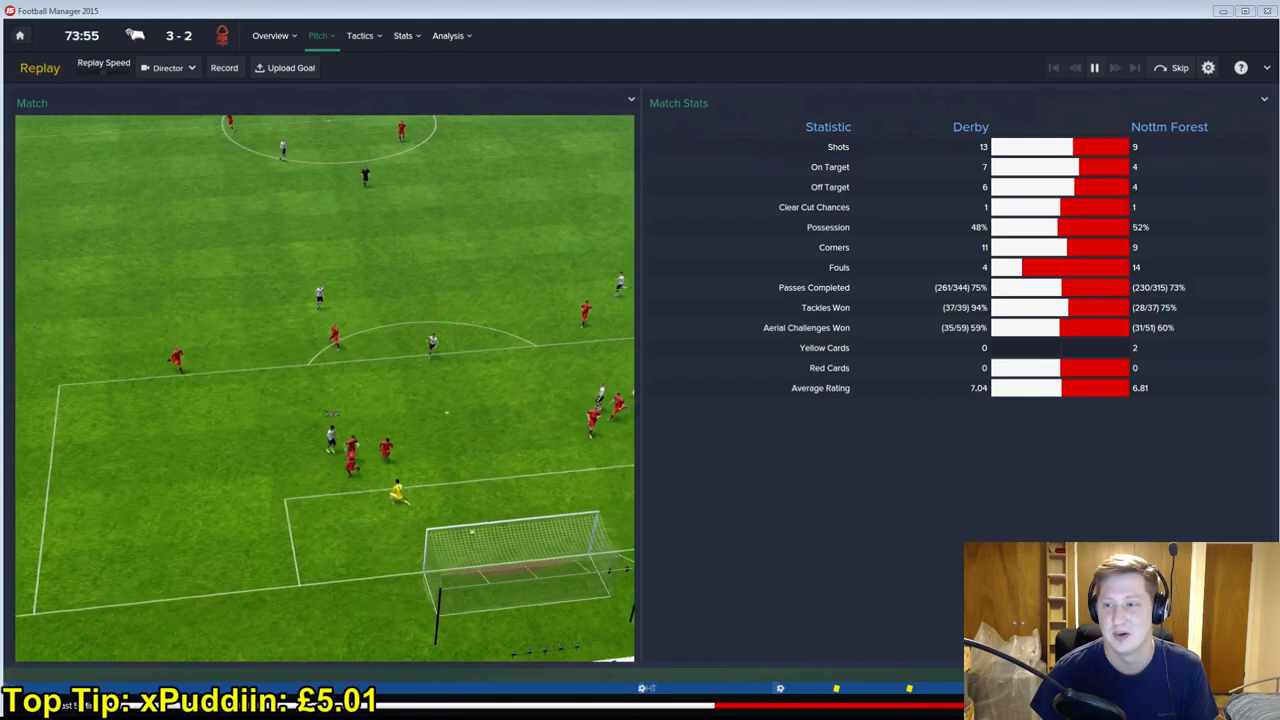 Football Manager 2015
73:55
3 - 2
Overview
Pitch
Tactics
Stats
Analysis
Replay
Replay Speed
Director
Record
Upload Goal
Skip
?
Match
Match Stats
Statistic Derby Nottm Forest
Shots 13 9
On Target 7 4
Off Target 6 4
Clear Cut Chances 1 1
Possession 48% 52%
Corners 11 9
Fouls 4 14
Passes Completed (261/344) 75% (230/315) 73%
Tackles Won (37/39) 94% (28/37) 75%
Aerial Challenges Won (35/59) 59% (31/51) 60%
Yellow Cards 0 2
Red Cards 0 0
Average Rating 7.04 6.81
Ince
HT
Top Tip: xPuddiin: £5.01